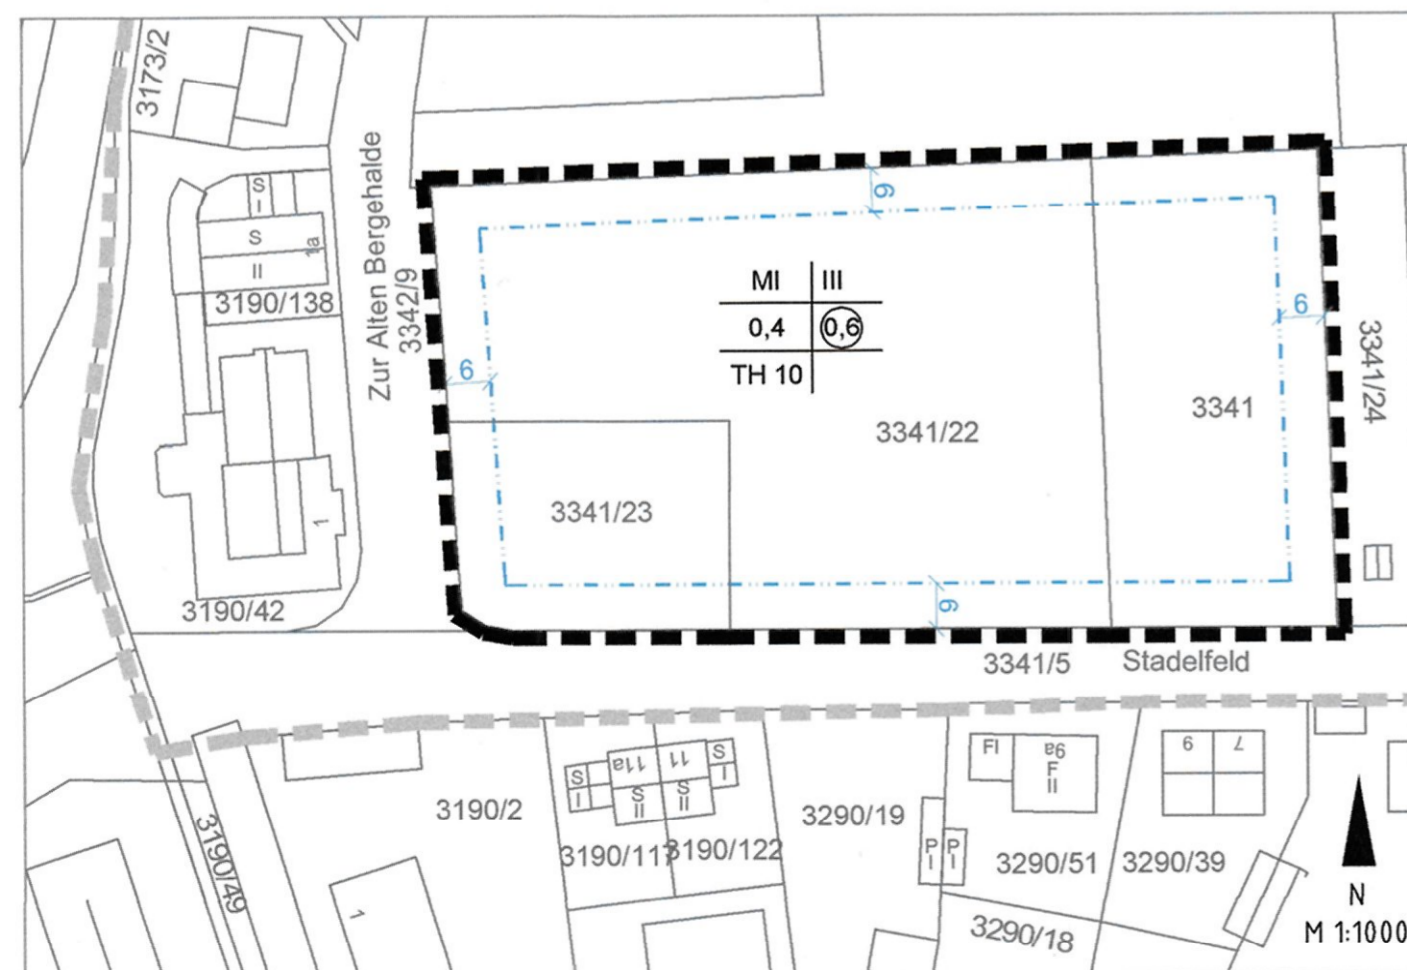 3173/2
Zur Alten Bergehalde
3342/9
S
I
S
1a
II
3190/138
1
3190/42
6
MI III
0,4 0,6
TH 10
6
6
3341/22
3341
3341/24
3341/23
6
3341/5 Stadelfeld
3190/2
S
I
11a
S
II
11
S
II
S
I
3190/117
3190/122
3290/19
P
I
P
I
FI
9a
F
II
3290/51
9
7
3290/39
3190/49
1
3290/18
N
M 1:1000